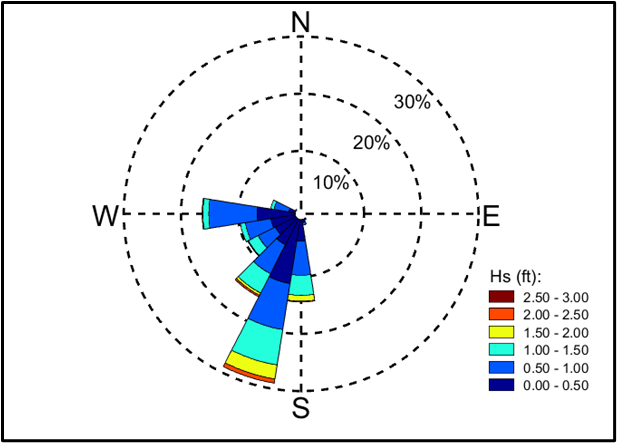 N
30%
20%
10%
W
E
Hs (ft):
2.50 - 3.00
2.00 - 2.50
1.50 - 2.00
1.00 - 1.50
0.50 - 1.00
0.00 - 0.50
S